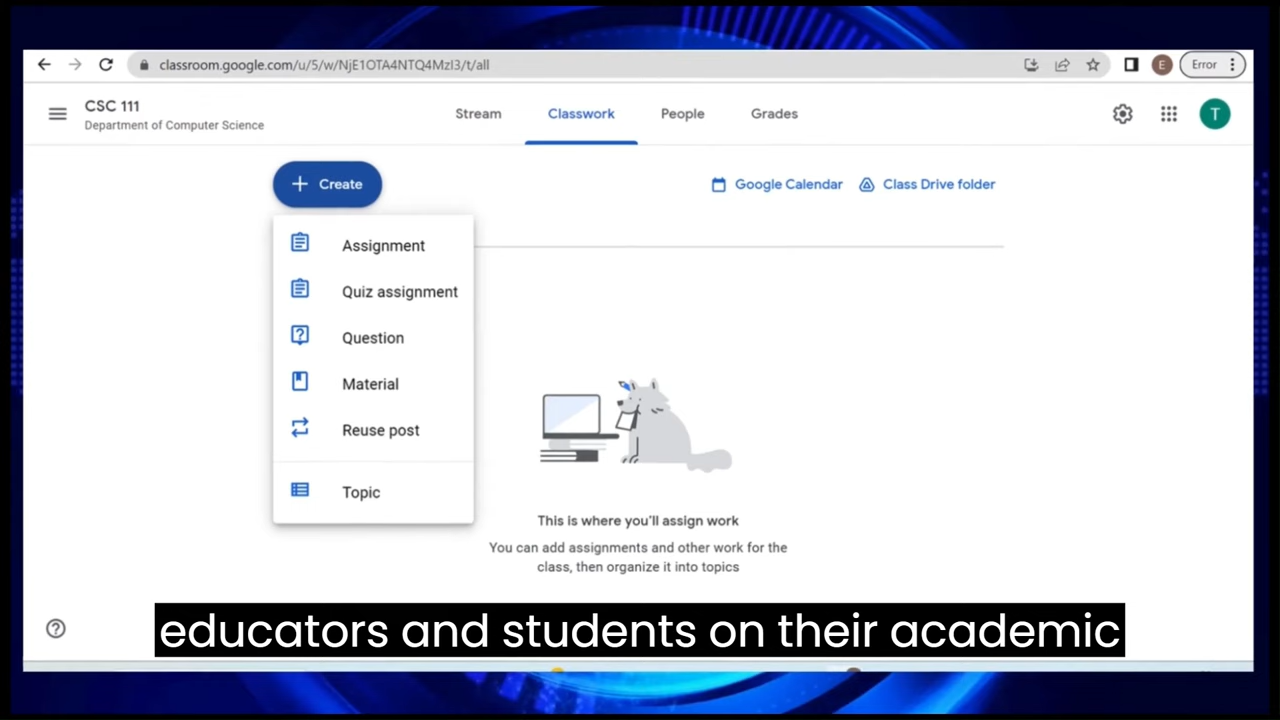 classroom.google.com/u/5/w/NjE1OTA4NTQ4MzI3/t/all
E
Error
CSC 111
Department of Computer Science
Stream
Classwork
People
Grades
T
Create
Google Calendar
Class Drive folder
Assignment
Quiz assignment
Question
Material
Reuse post
Topic
This is where you'll assign work
You can add assignments and other work for the
class, then organize it into topics
educators and students on their academic